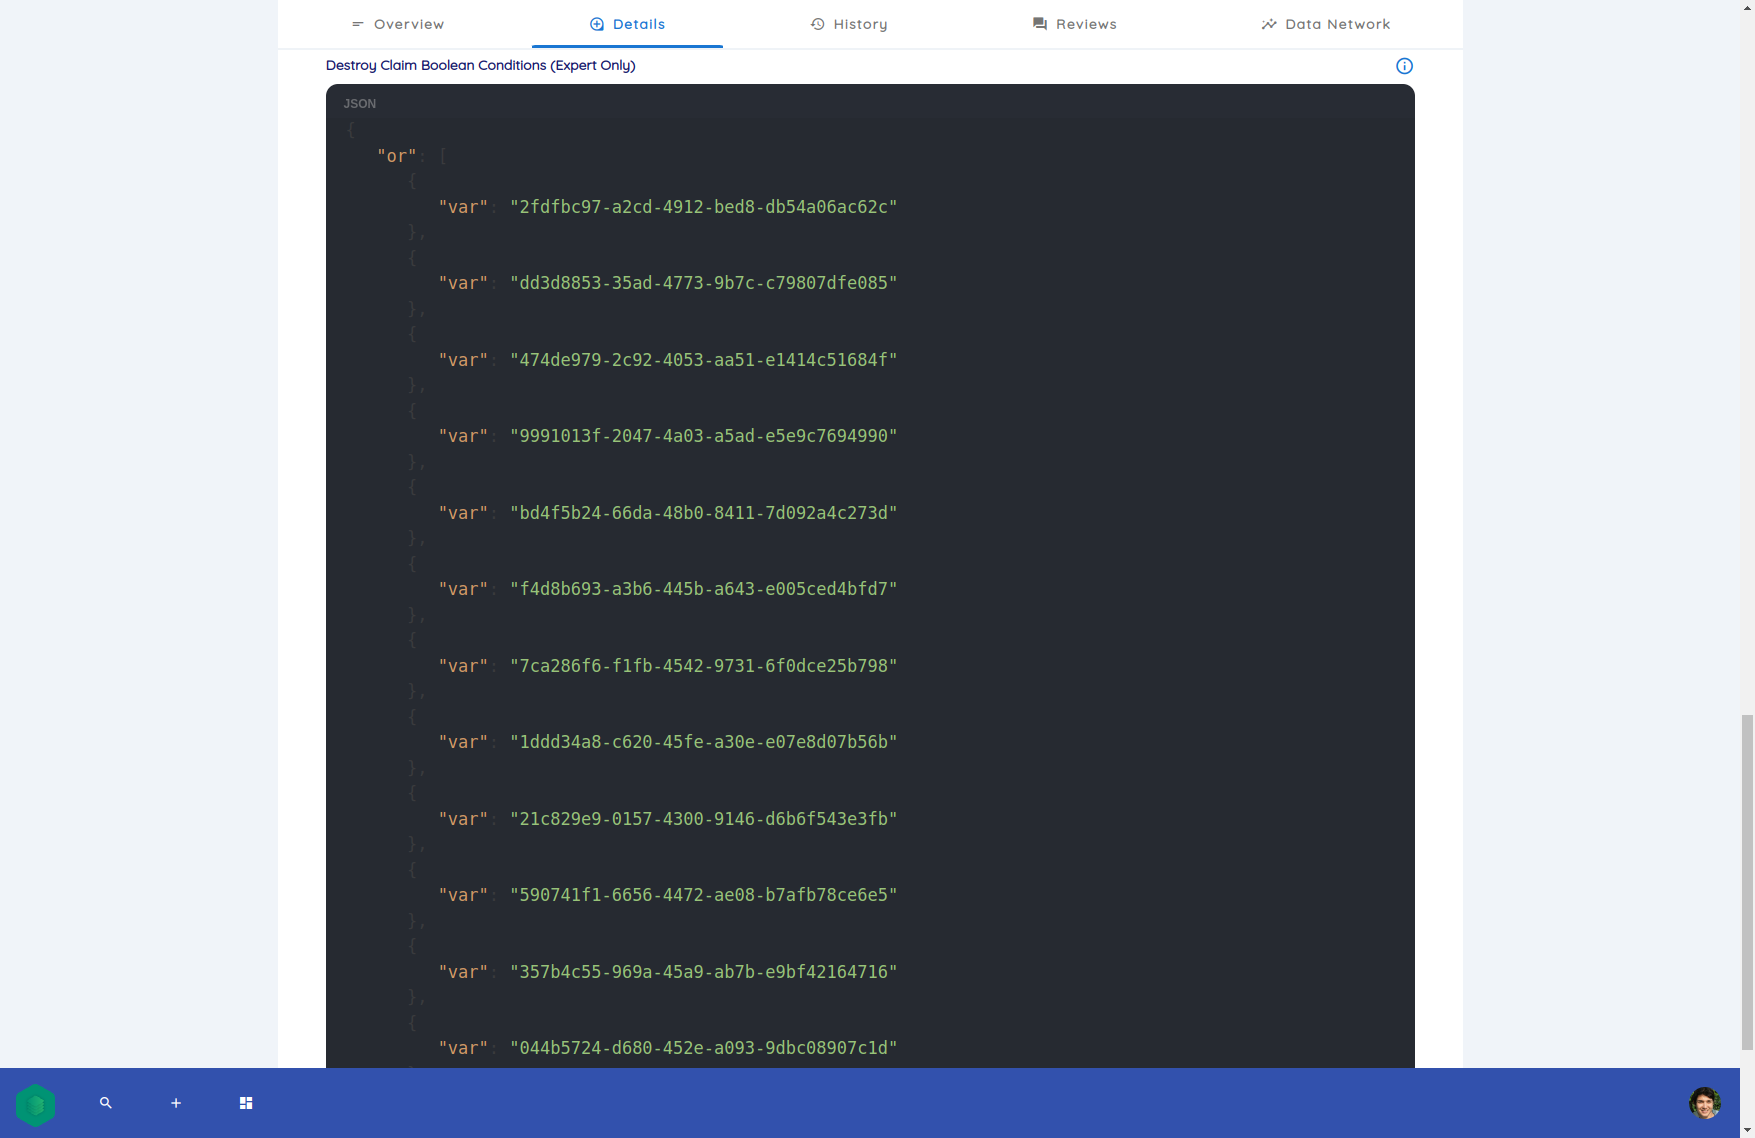 Overview
Details
History
Reviews
Data Network
Destroy Claim Boolean Conditions (Expert Only)
JSON
{
"or": [
{
"var": "2fdfbc97-a2cd-4912-bed8-db54a06ac62c"
},
{
"var": "dd3d8853-35ad-4773-9b7c-c79807dfe085"
},
{
"var": "474de979-2c92-4053-aa51-e1414c51684f"
},
{
"var": "9991013f-2047-4a03-a5ad-e5e9c7694990"
},
{
"var": "bd4f5b24-66da-48b0-8411-7d092a4c273d"
},
{
"var": "f4d8b693-a3b6-445b-a643-e005ced4bfd7"
},
{
"var": "7ca286f6-f1fb-4542-9731-6f0dce25b798"
},
{
"var": "1ddd34a8-c620-45fe-a30e-e07e8d07b56b"
},
{
"var": "21c829e9-0157-4300-9146-d6b6f543e3fb"
},
{
"var": "590741f1-6656-4472-ae08-b7afb78ce6e5"
},
{
"var": "357b4c55-969a-45a9-ab7b-e9bf42164716"
},
{
"var": "044b5724-d680-452e-a093-9dbc08907c1d"